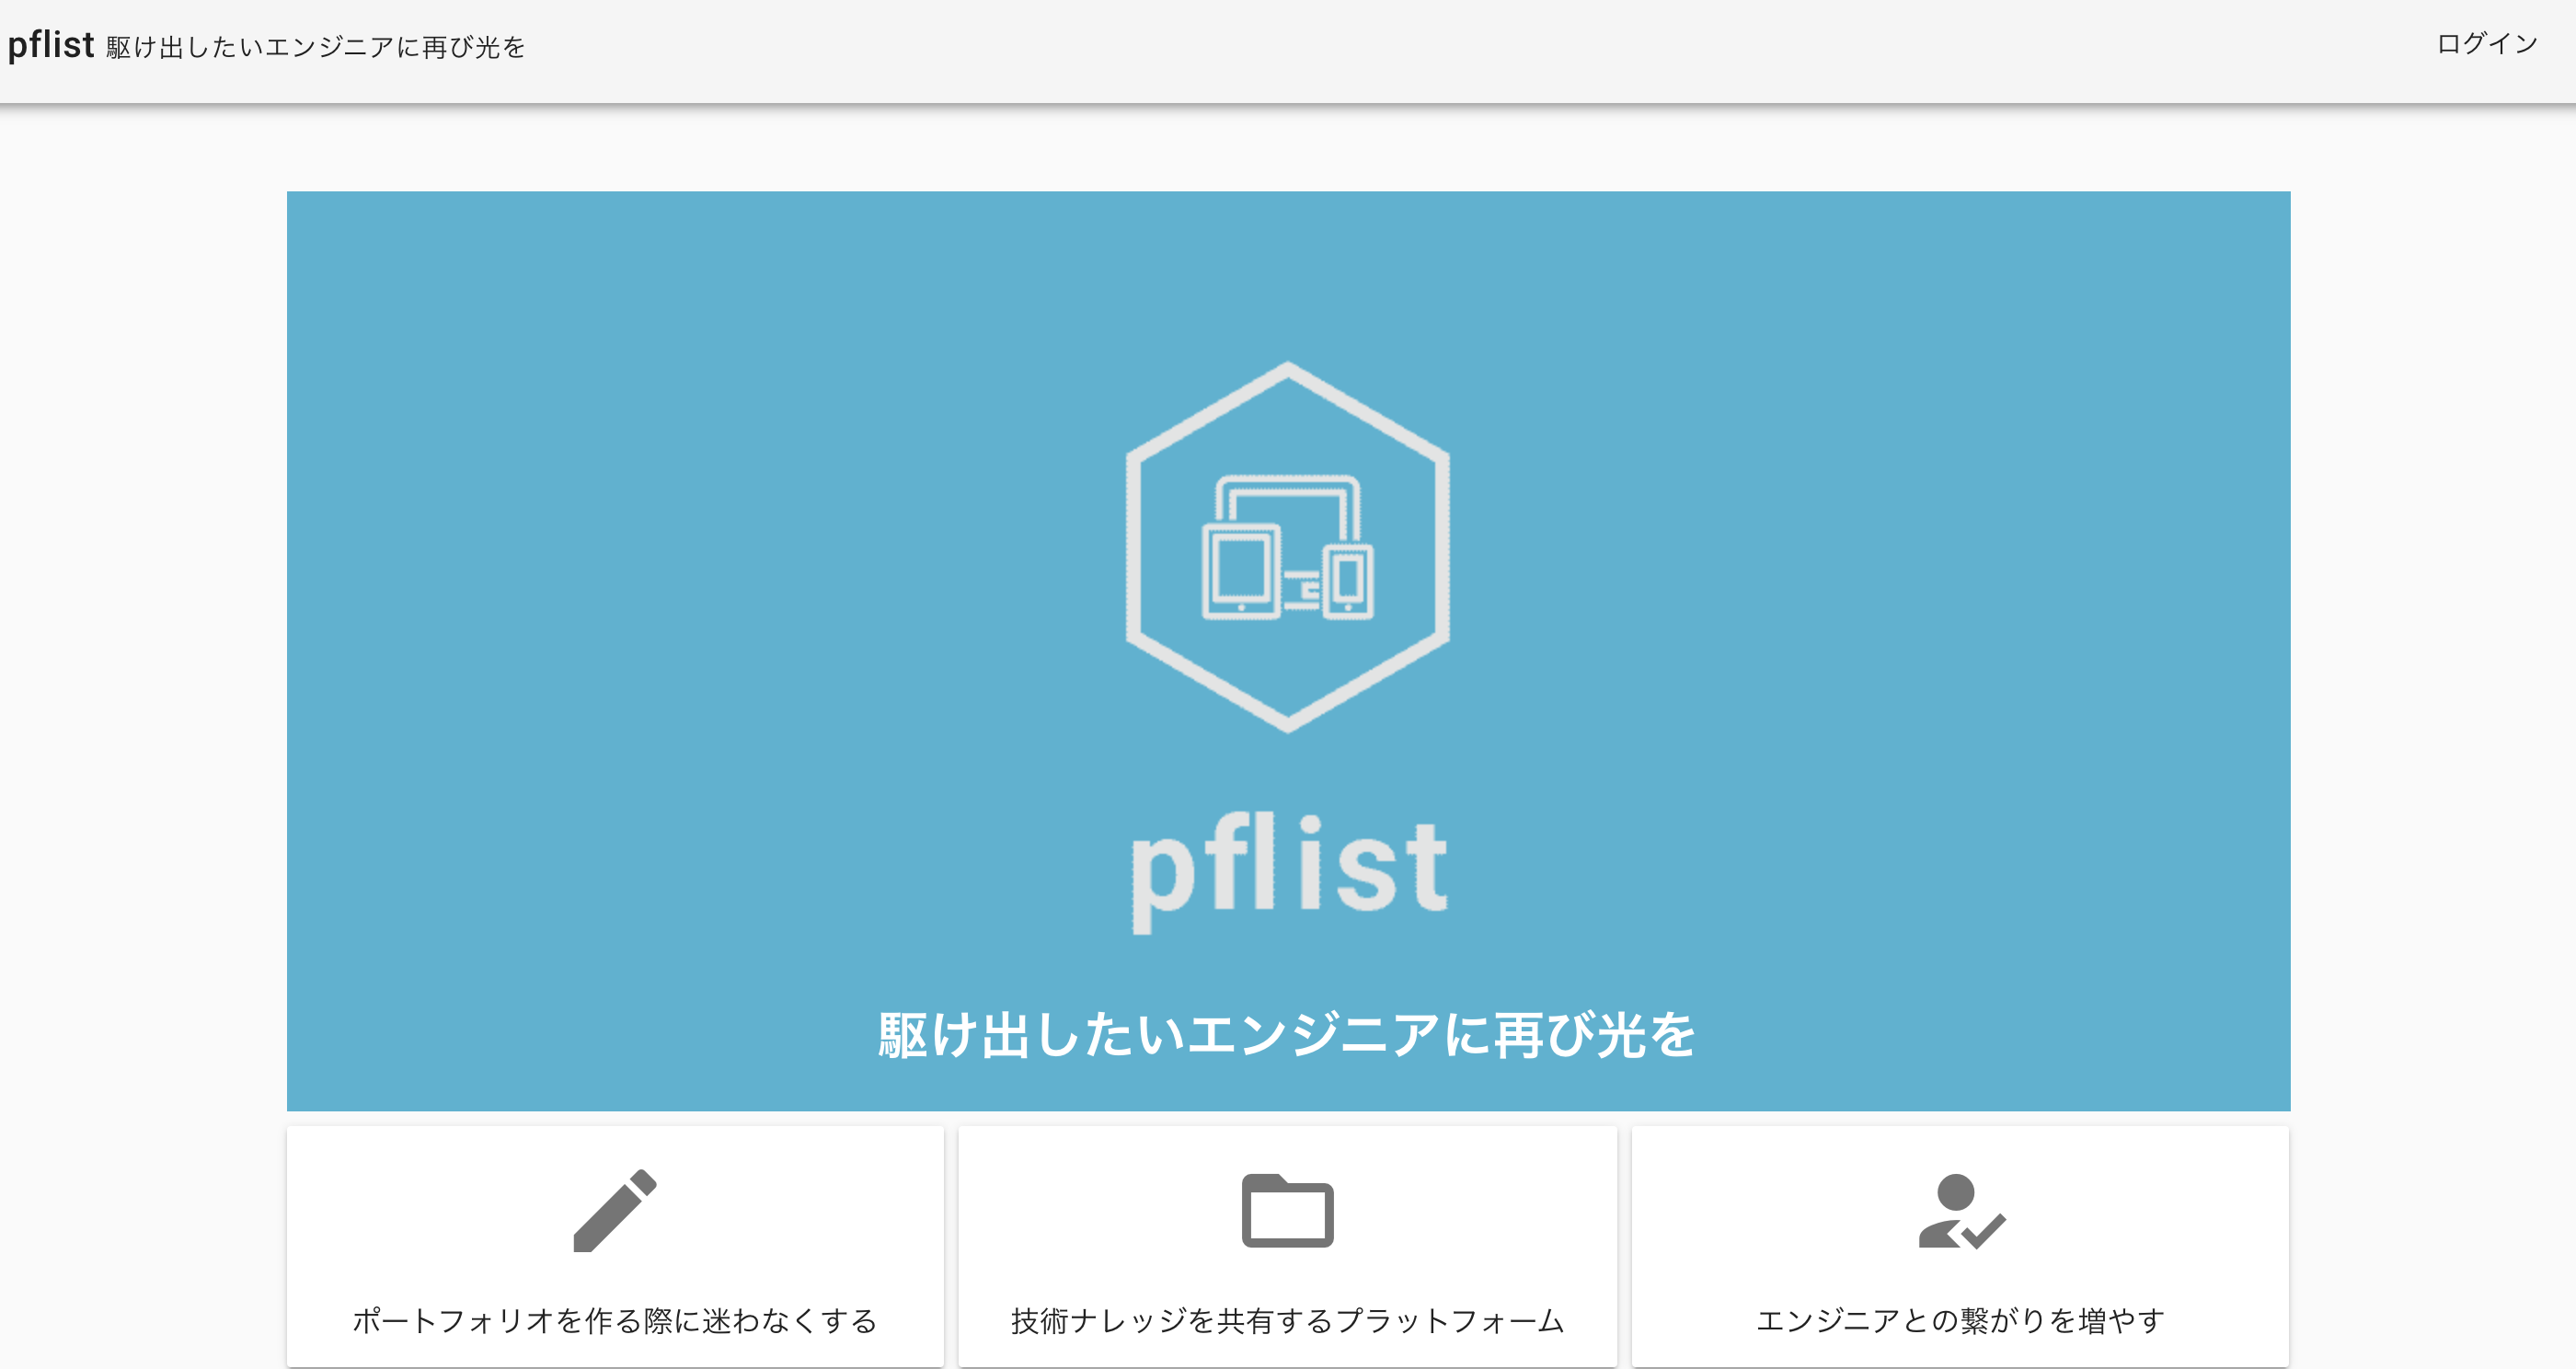 pflist 駆け出したいエンジニアに再び光を
ログイン
pflist
駆け出したいエンジニアに再び光を
ポートフォリオを作る際に迷わなくする
技術ナレッジを共有するプラットフォーム
エンジニアとの繋がりを増やす